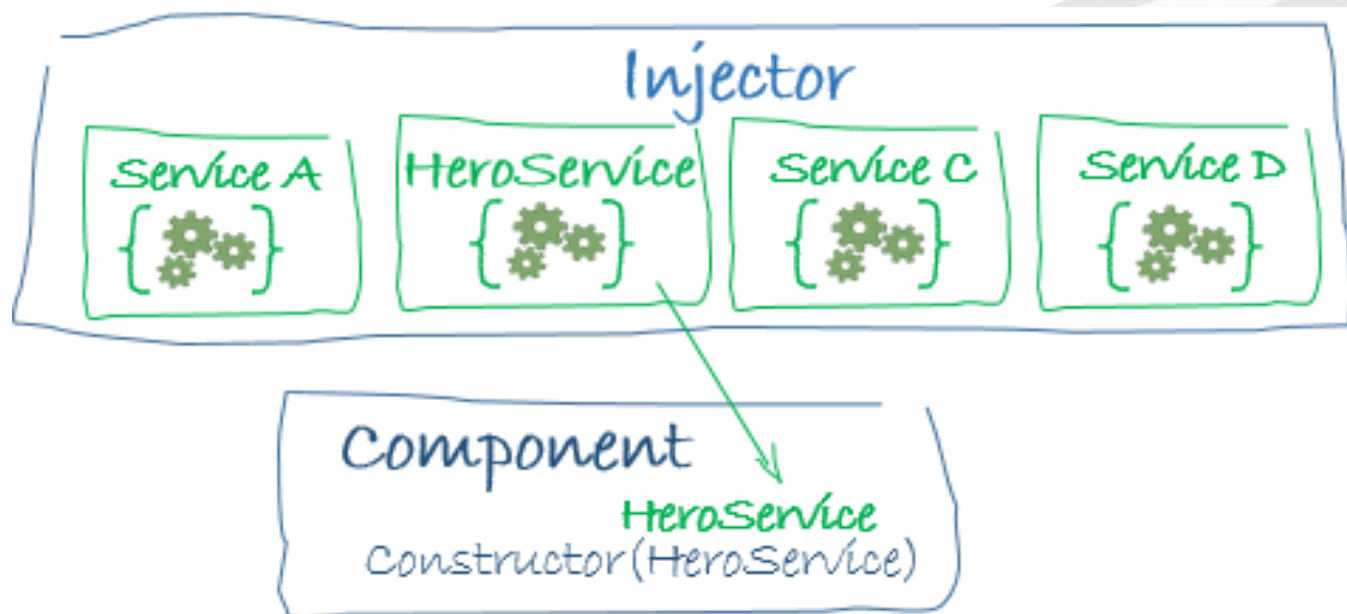 Injector
Service A
HeroService
Service C
Service D
Component
HeroService
Constructor(HeroService)